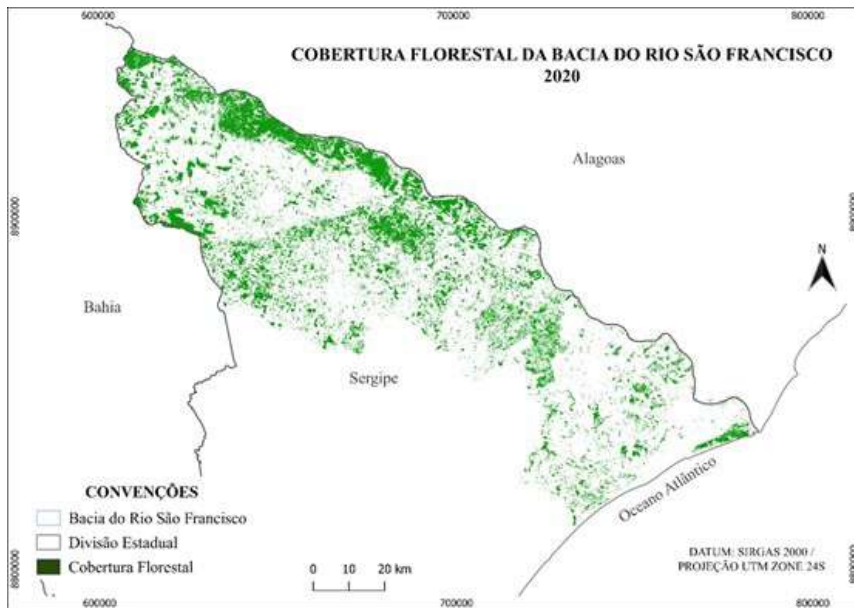 600000 700000 800000
COBERTURA FLORESTAL DA BACIA DO RIO SÃO FRANCISCO
2020
Alagoas
8900000 8900000
N
Bahia
Sergipe
Oceano Atlântico
CONVENÇÕES
Bacia do Rio São Francisco
Divisão Estadual
Cobertura Florestal
0 10 20 km
DATUM: SIRGAS 2000 /
PROJEÇÃO UTM ZONE 24S
8800000 8800000
600000 700000 800000